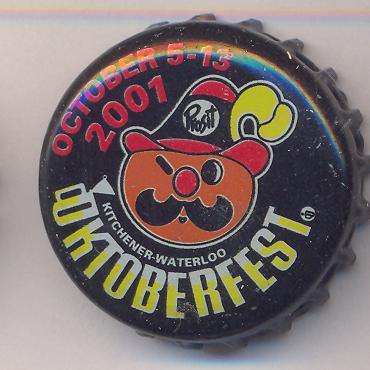 OCTOBER 5-13
2001
Prosit
KITCHENER-WATERLOO
OKTOBERFEST